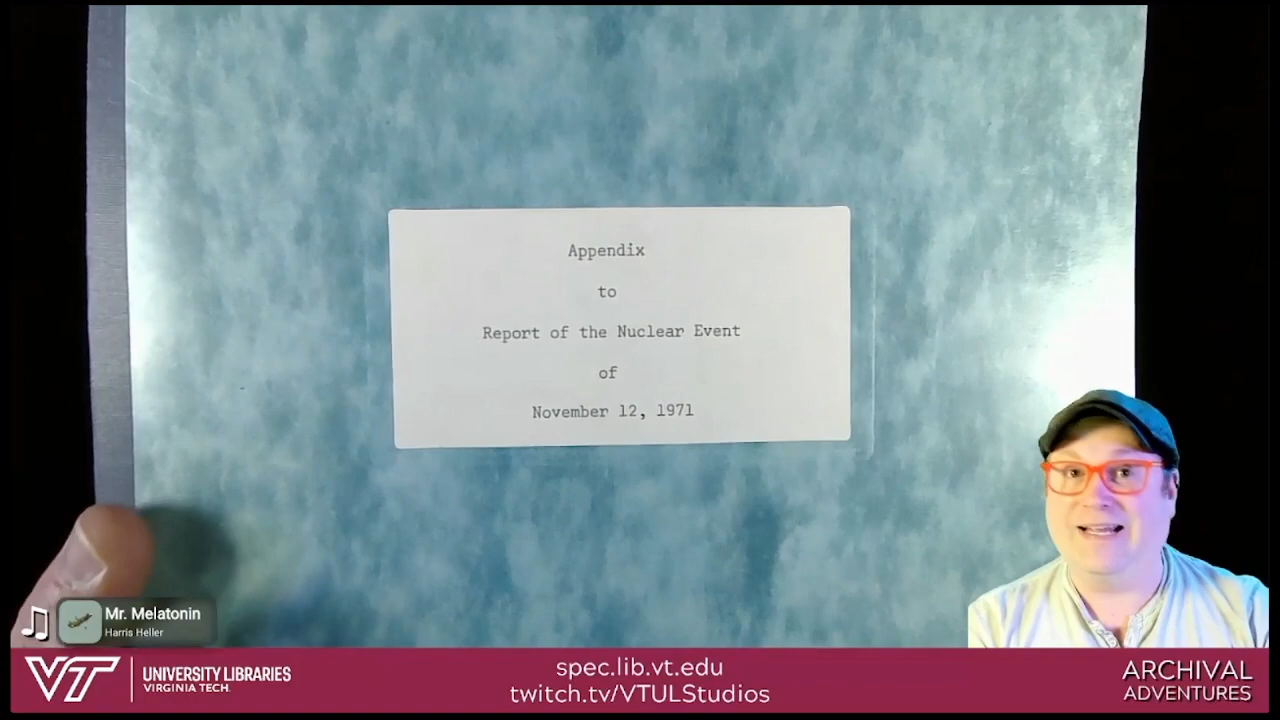 Appendix
to
Report of the Nuclear Event
of
November 12, 1971
Mr. Melatonin
Harris Heller
VT
UNIVERSITY LIBRARIES
VIRGINIA TECH.
spec.lib.vt.edu
twitch.tv/VTULStudios
ARCHIVAL
ADVENTURES